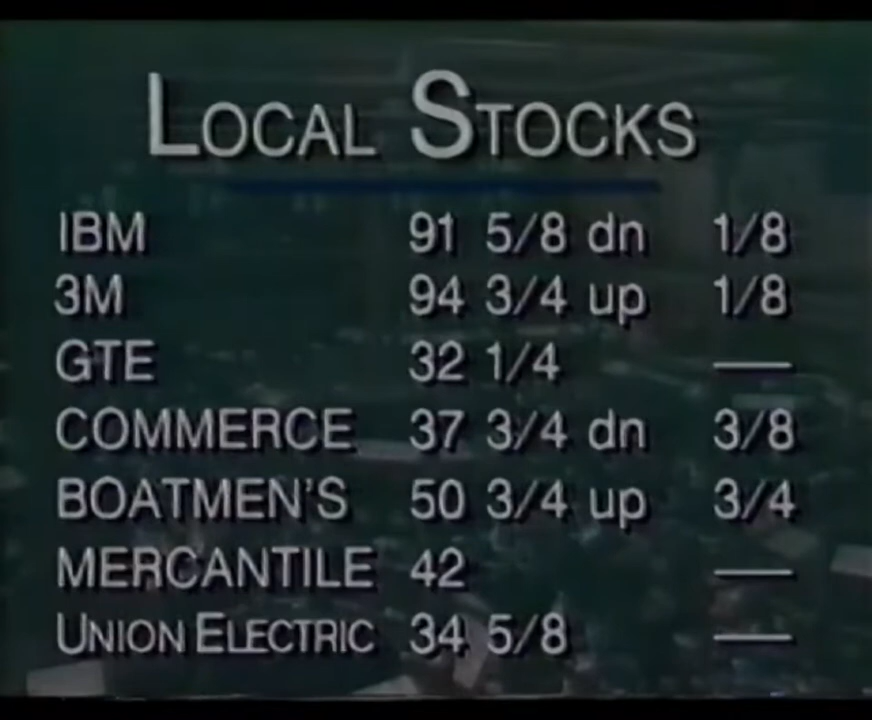 LOCAL STOCKS
IBM 91 5/8 dn 1/8
3M 94 3/4 up 1/8
GTE 32 1/4 —
COMMERCE 37 3/4 dn 3/8
BOATMEN'S 50 3/4 up 3/4
MERCANTILE 42 —
UNION ELECTRIC 34 5/8 —